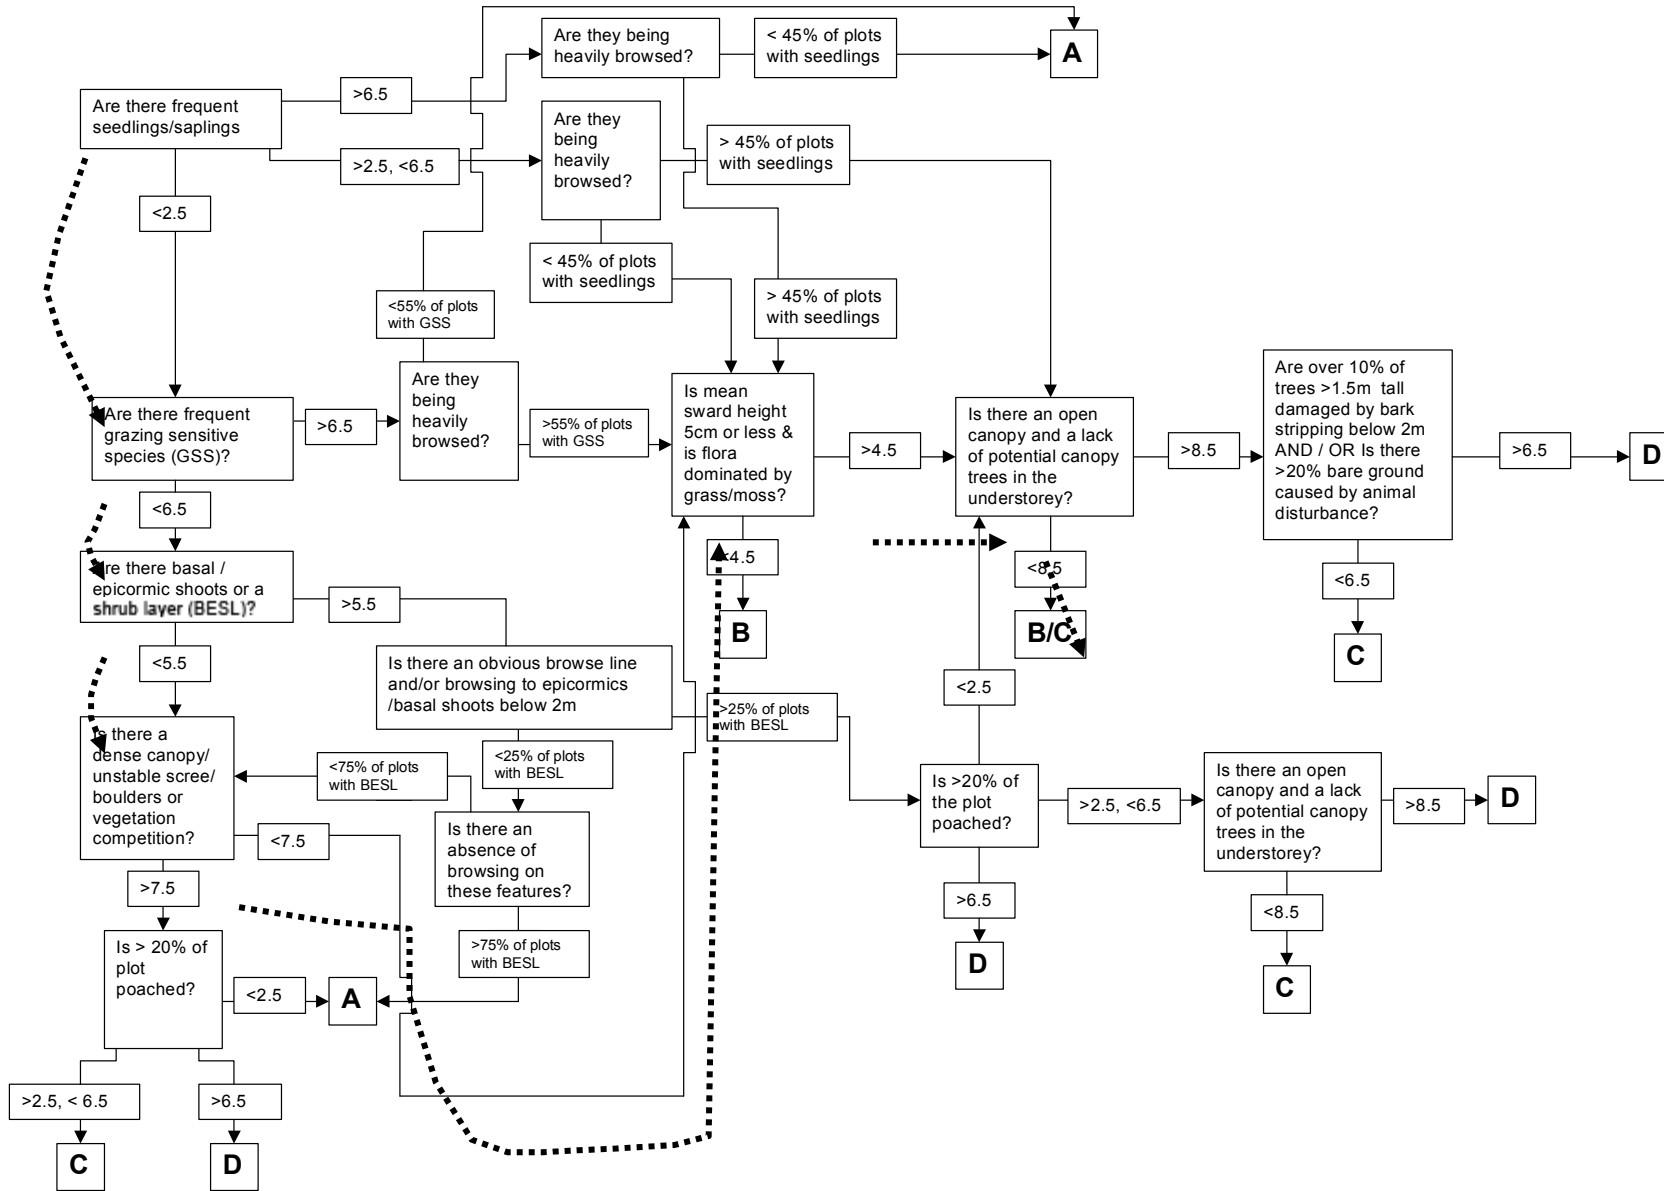 Are they being
heavily browsed?
< 45% of plots
with seedlings
A
Are there frequent
seedlings/saplings
>6.5
Are they
being
heavily
browsed?
> 45% of plots
with seedlings
>2.5, <6.5
<2.5
< 45% of plots
with seedlings
> 45% of plots
with seedlings
<55% of plots
with GSS
Are there frequent
grazing sensitive
species (GSS)?
>6.5
Are they
being
heavily
browsed?
>55% of plots
with GSS
Is mean
sward height
5cm or less &
is flora
dominated by
grass/moss?
>4.5
Is there an open
canopy and a lack
of potential canopy
trees in the
understorey?
>8.5
Are over 10% of
trees >1.5m tall
damaged by bark
stripping below 2m
AND / OR Is there
>20% bare ground
caused by animal
disturbance?
>6.5
D
<6.5
<4.5
<8.5
<6.5
Are there basal /
epicormic shoots or a
shrub layer (BESL)?
>5.5
B
B/C
C
<5.5
Is there an obvious browse line
and/or browsing to epicormics
/basal shoots below 2m
>25% of plots
with BESL
<2.5
Is there a
dense canopy/
unstable scree/
boulders or
vegetation
competition?
<75% of plots
with BESL
<25% of plots
with BESL
Is >20% of
the plot
poached?
>2.5, <6.5
Is there an open
canopy and a lack
of potential canopy
trees in the
understorey?
>8.5
D
<7.5
Is there an
absence of
browsing on
these features?
>7.5
>6.5
<8.5
Is > 20% of
plot
poached?
>75% of plots
with BESL
D
C
<2.5
A
>2.5, < 6.5
>6.5
C
D